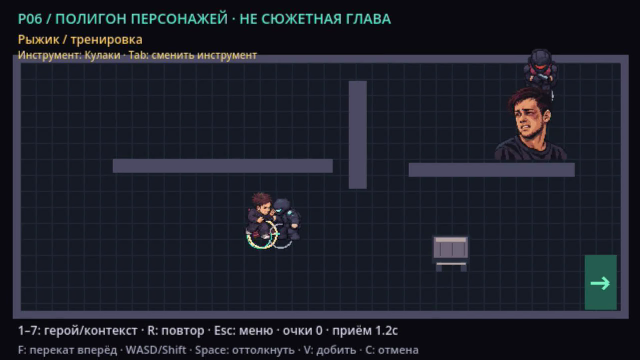 P06 / ПОЛИГОН ПЕРСОНАЖЕЙ · НЕ СЮЖЕТНАЯ ГЛАВА
Рыжик / тренировка
Инструмент: Кулаки · Tab: сменить инструмент
1–7: герой/контекст · R: повтор · Esc: меню · очки 0 · приём 1.2с
F: перекат вперёд · WASD/Shift · Space: оттолкнуть · V: добить · C: отмена